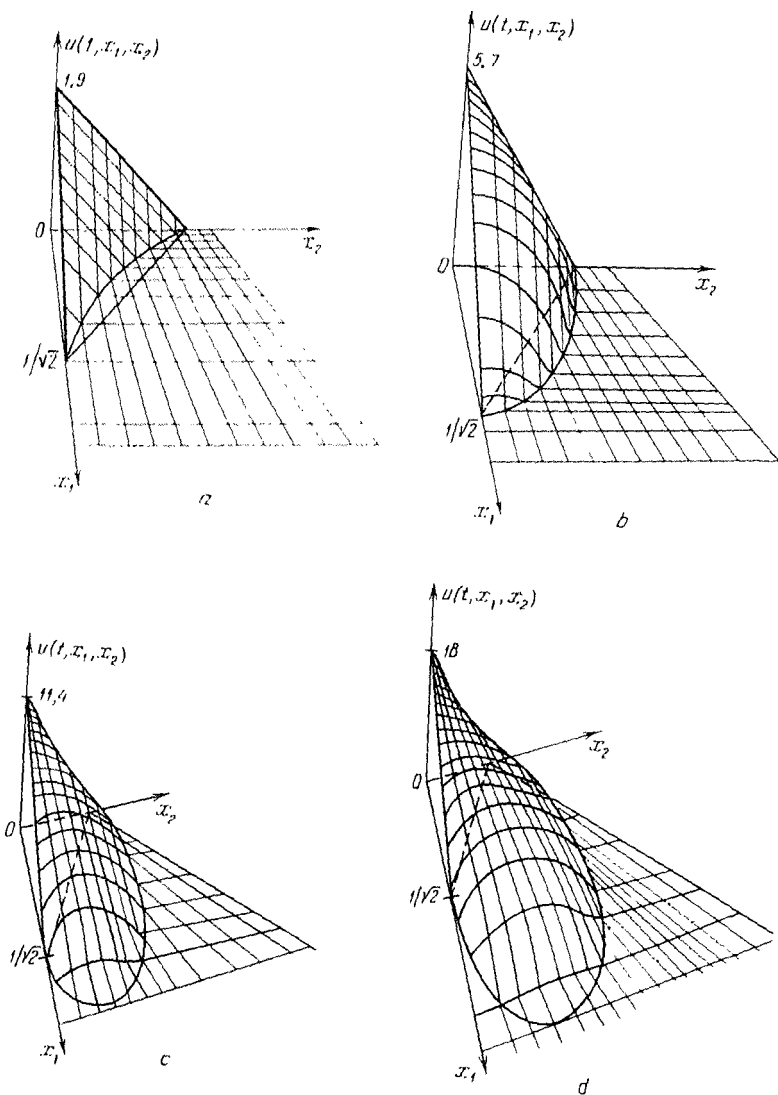 u(1,x₁,x₂)
1,9
0
x₂
1/√2
x₁
a
u(t,x₁,x₂)
5,7
0
x₂
1/√2
x₁
b
u(t,x₁,x₂)
11,4
0
x₂
1/√2
x₁
c
u(t,x₁,x₂)
18
0
x₂
1/√2
x₁
d